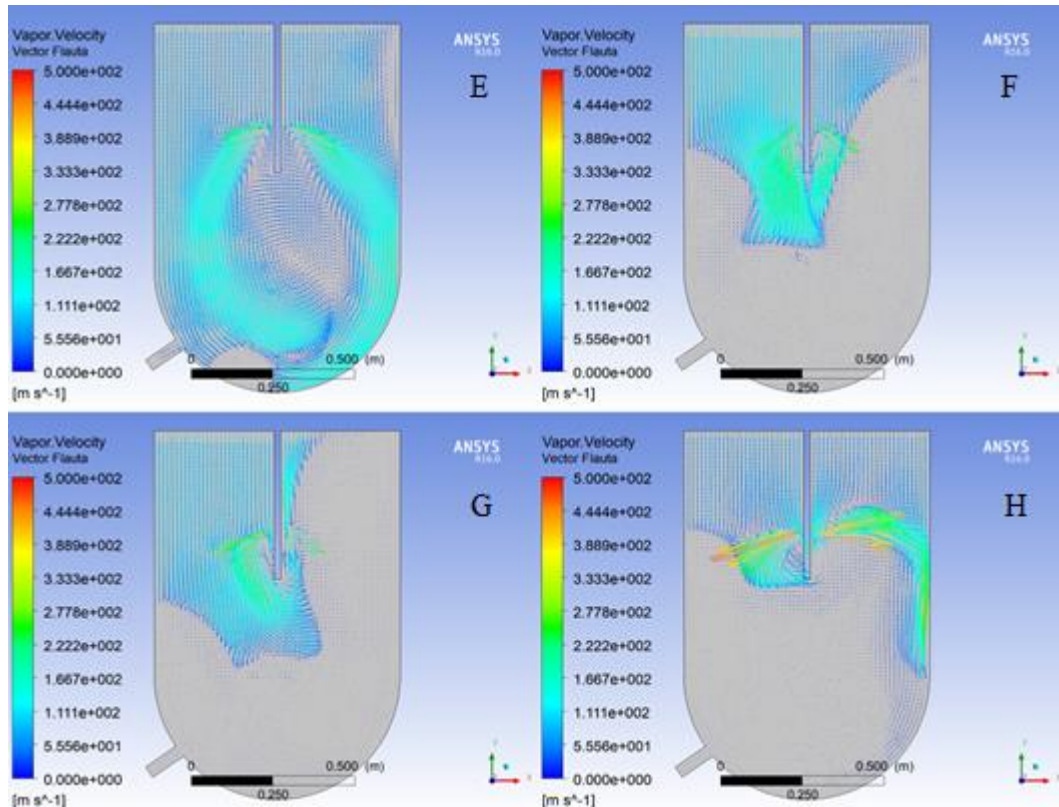 Vapor.Velocity
Vector Flauta
5.000e+002
4.444e+002
3.889e+002
3.333e+002
2.778e+002
2.222e+002
1.667e+002
1.111e+002
5.556e+001
0.000e+000
[m s^-1]
ANSYS
R16.0
E
0
0.500 (m)
0.250
Vapor.Velocity
Vector Flauta
5.000e+002
4.444e+002
3.889e+002
3.333e+002
2.778e+002
2.222e+002
1.667e+002
1.111e+002
5.556e+001
0.000e+000
[m s^-1]
ANSYS
R16.0
F
0
0.500 (m)
0.250
Vapor.Velocity
Vector Flauta
5.000e+002
4.444e+002
3.889e+002
3.333e+002
2.778e+002
2.222e+002
1.667e+002
1.111e+002
5.556e+001
0.000e+000
[m s^-1]
ANSYS
R16.0
G
0
0.500 (m)
0.250
Vapor.Velocity
Vector Flauta
5.000e+002
4.444e+002
3.889e+002
3.333e+002
2.778e+002
2.222e+002
1.667e+002
1.111e+002
5.556e+001
0.000e+000
[m s^-1]
ANSYS
R16.0
H
0
0.500 (m)
0.250